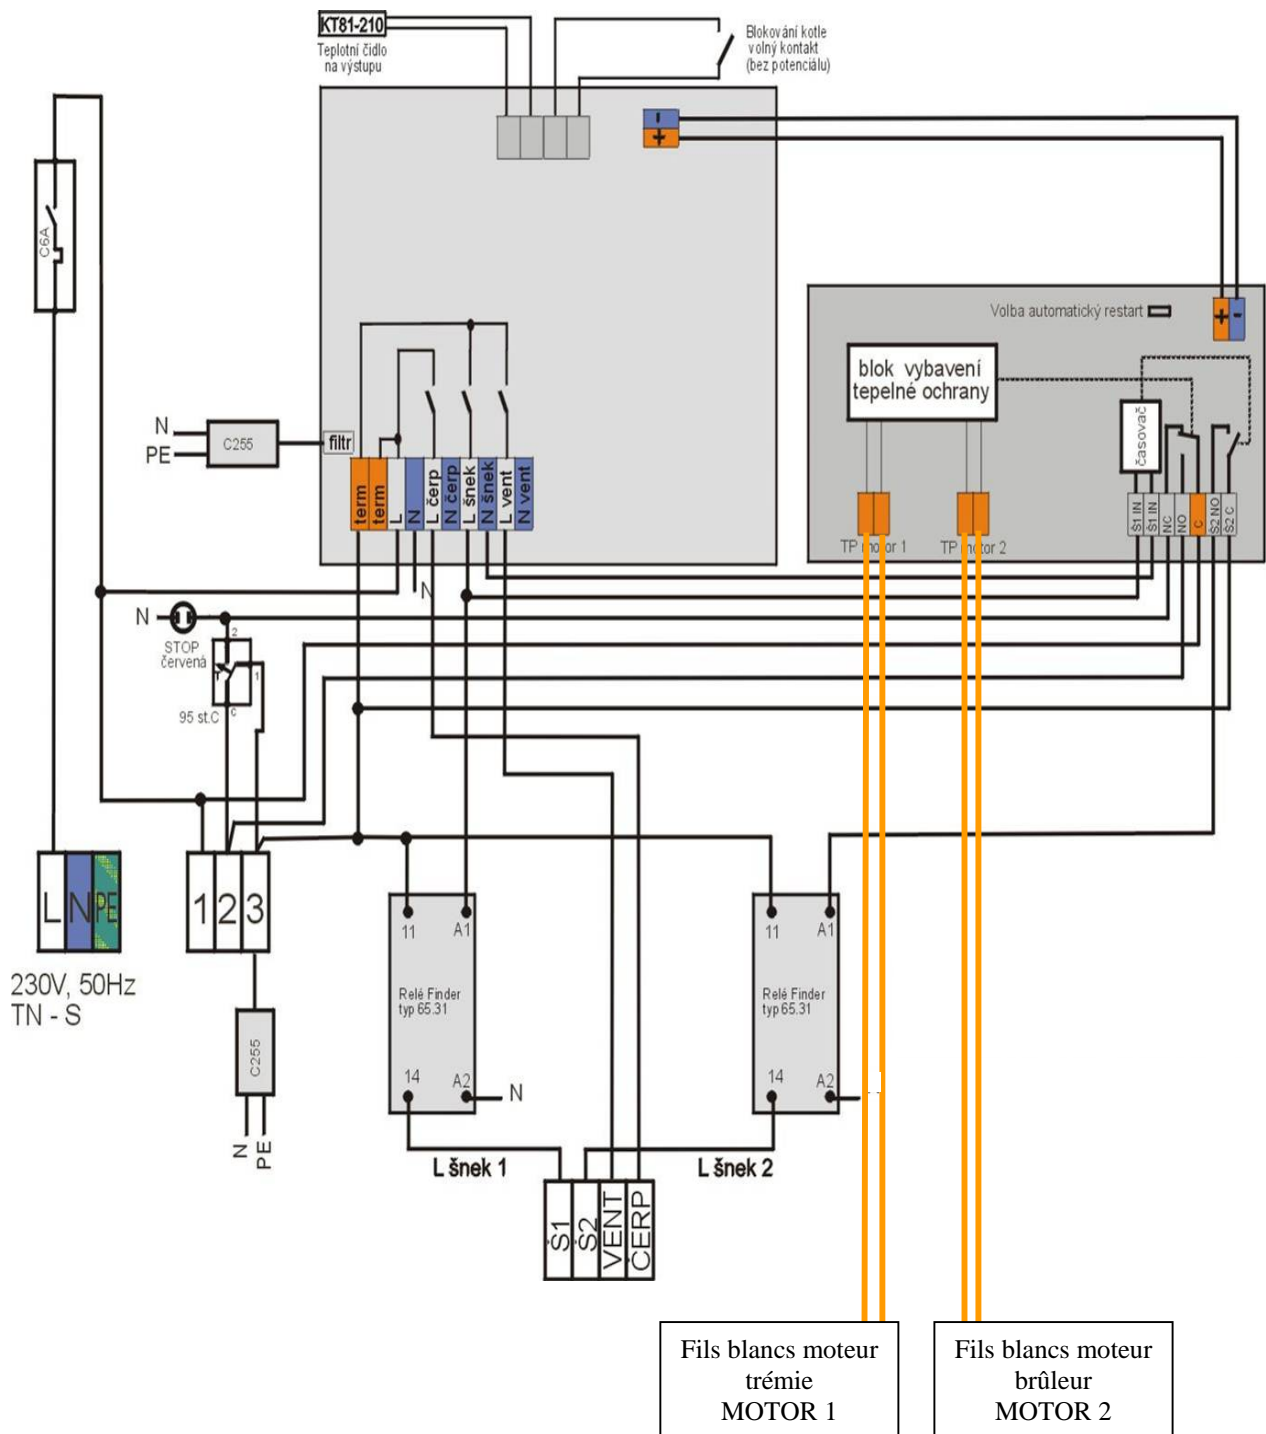 KT81-210
Teplotní čidlo
na výstupu
Blokování kotle
volný kontakt
(bez potenciálu)
-
+
C6A
Volba automatický restart
+
-
blok vybavení
tepelné ochrany
časovač
N
PE
C255
filtr
term
term
L
N
L čerp
N čerp
L šnek
N šnek
L vent
N vent
Š1 IN
Š1 IN
NC
NO
C
Š2 NO
Š2 C
TP motor 1
TP motor 2
N
N
STOP
červená
2
T
1
95 st.C
C
L
N
PE
1
2
3
230V, 50Hz
TN - S
11
A1
Relé Finder
typ 65.31
14
A2
N
11
A1
Relé Finder
typ 65.31
14
A2
C255
N
PE
L šnek 1
L šnek 2
Š1
Š2
VENT
ČERP
Fils blancs moteur
trémie
MOTOR 1
Fils blancs moteur
brûleur
MOTOR 2